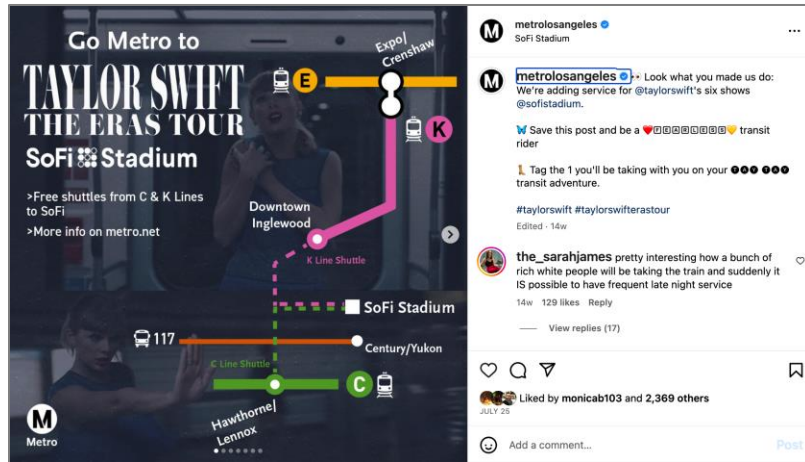 Go Metro to
TAYLOR SWIFT
THE ERAS TOUR
SoFi Stadium
>Free shuttles from C & K Lines
to SoFi
>More info on metro.net
Expo/
Crenshaw
E
K
Downtown
Inglewood
K Line Shuttle
SoFi Stadium
117
Century/Yukon
C Line Shuttle
C
Hawthorne/
Lennox
M
Metro
M
metrolosangeles
SoFi Stadium
M
metrolosangeles 👀 Look what you made us do:
We're adding service for @taylorswift's six shows
@sofistadium.
🦋 Save this post and be a ❤️🄵🄴🄰🅁🄻🄴🅂🅂💛 transit
rider
Tag the 1 you'll be taking with you on your 🅣🅐🅨 🅣🅐🅨
transit adventure.
#taylorswift #taylorswifterastour
Edited · 14w
the_sarahjames pretty interesting how a bunch of
rich white people will be taking the train and suddenly it
IS possible to have frequent late night service
14w 129 likes Reply
View replies (17)
Liked by monicab103 and 2,369 others
JULY 25
Add a comment...
Post